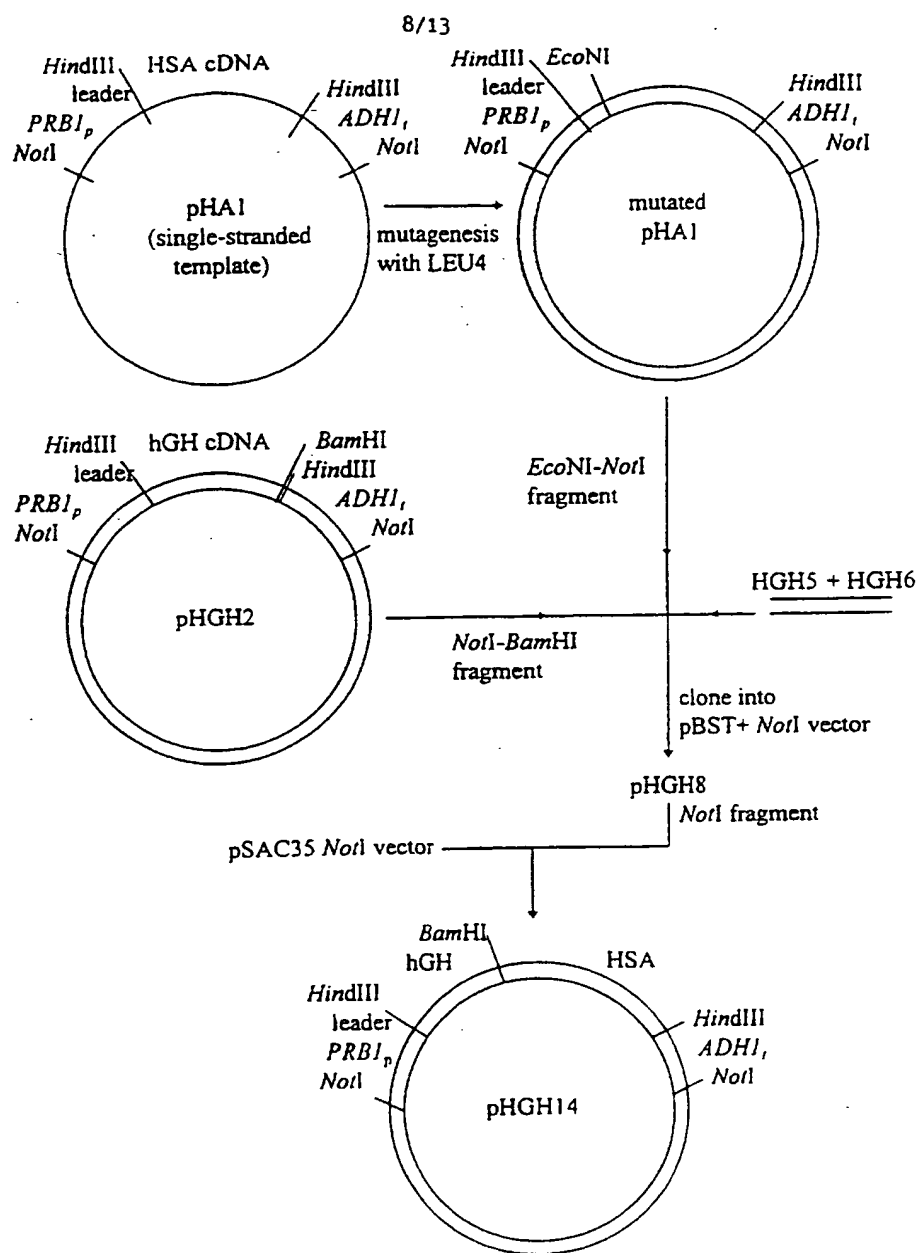 8/13
HindIII HSA cDNA
leader
PRB1p
NotI
HindIII
ADH1t
NotI
pHA1
(single-stranded
template)
mutagenesis
with LEU4
HindIII EcoNI
leader
PRB1p
NotI
HindIII
ADH1t
NotI
mutated
pHA1
HindIII hGH cDNA
leader
PRB1p
NotI
BamHI
HindIII
ADH1t
NotI
pHGH2
EcoNI-NotI
fragment
HGH5 + HGH6
NotI-BamHI
fragment
clone into
pBST+ NotI vector
pHGH8
NotI fragment
pSAC35 NotI vector
BamHI
hGH
HSA
HindIII
leader
PRB1p
NotI
HindIII
ADH1t
NotI
pHGH14